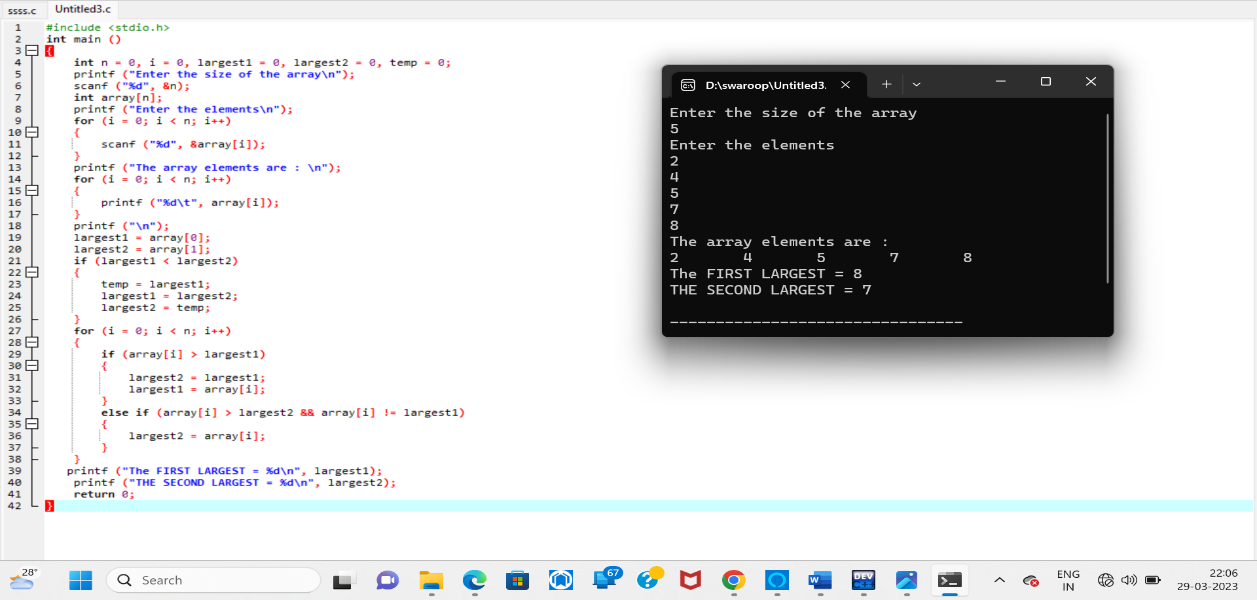 ssss.c Untitled3.c
1 #include <stdio.h>
2 int main ()
3 {
4 int n = 0, i = 0, largest1 = 0, largest2 = 0, temp = 0;
5 printf ("Enter the size of the array\n");
6 scanf ("%d", &n);
7 int array[n];
8 printf ("Enter the elements\n");
9 for (i = 0; i < n; i++)
10 {
11 scanf ("%d", &array[i]);
12 }
13 printf ("The array elements are : \n");
14 for (i = 0; i < n; i++)
15 {
16 printf ("%d\t", array[i]);
17 }
18 printf ("\n");
19 largest1 = array[0];
20 largest2 = array[1];
21 if (largest1 < largest2)
22 {
23 temp = largest1;
24 largest1 = largest2;
25 largest2 = temp;
26 }
27 for (i = 0; i < n; i++)
28 {
29 if (array[i] > largest1)
30 {
31 largest2 = largest1;
32 largest1 = array[i];
33 }
34 else if (array[i] > largest2 && array[i] != largest1)
35 {
36 largest2 = array[i];
37 }
38 }
39 printf ("The FIRST LARGEST = %d\n", largest1);
40 printf ("THE SECOND LARGEST = %d\n", largest2);
41 return 0;
42 }
D:\swaroop\Untitled3.
Enter the size of the array
5
Enter the elements
2
4
5
7
8
The array elements are :
2 4 5 7 8
The FIRST LARGEST = 8
THE SECOND LARGEST = 7
--------------------------------
28°
Search
67
DEV
ENG
IN
22:06
29-03-2023